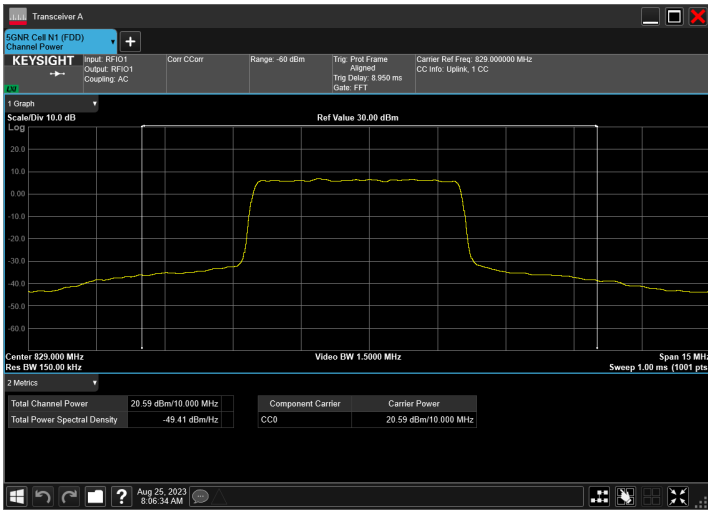 Transceiver A
5GNR Cell N1 (FDD)
Channel Power
KEYSIGHT
LXI
Input: RFIO1
Output: RFIO1
Coupling: AC
Corr CCorr
Range: -60 dBm
Trig: Prot Frame
Aligned
Trig Delay: 8.950 ms
Gate: FFT
Carrier Ref Freq: 829.000000 MHz
CC Info: Uplink, 1 CC
1 Graph
Scale/Div 10.0 dB
Ref Value 30.00 dBm
Log
20.0
10.0
0.00
-10.0
-20.0
-30.0
-40.0
-50.0
-60.0
Center 829.000 MHz
Video BW 1.5000 MHz
Span 15 MHz
Res BW 150.00 kHz
Sweep 1.00 ms (1001 pts
2 Metrics
Total Channel Power 20.59 dBm/10.000 MHz
Total Power Spectral Density -49.41 dBm/Hz
Component Carrier Carrier Power
CC0 20.59 dBm/10.000 MHz
?
Aug 25, 2023
8:06:34 AM